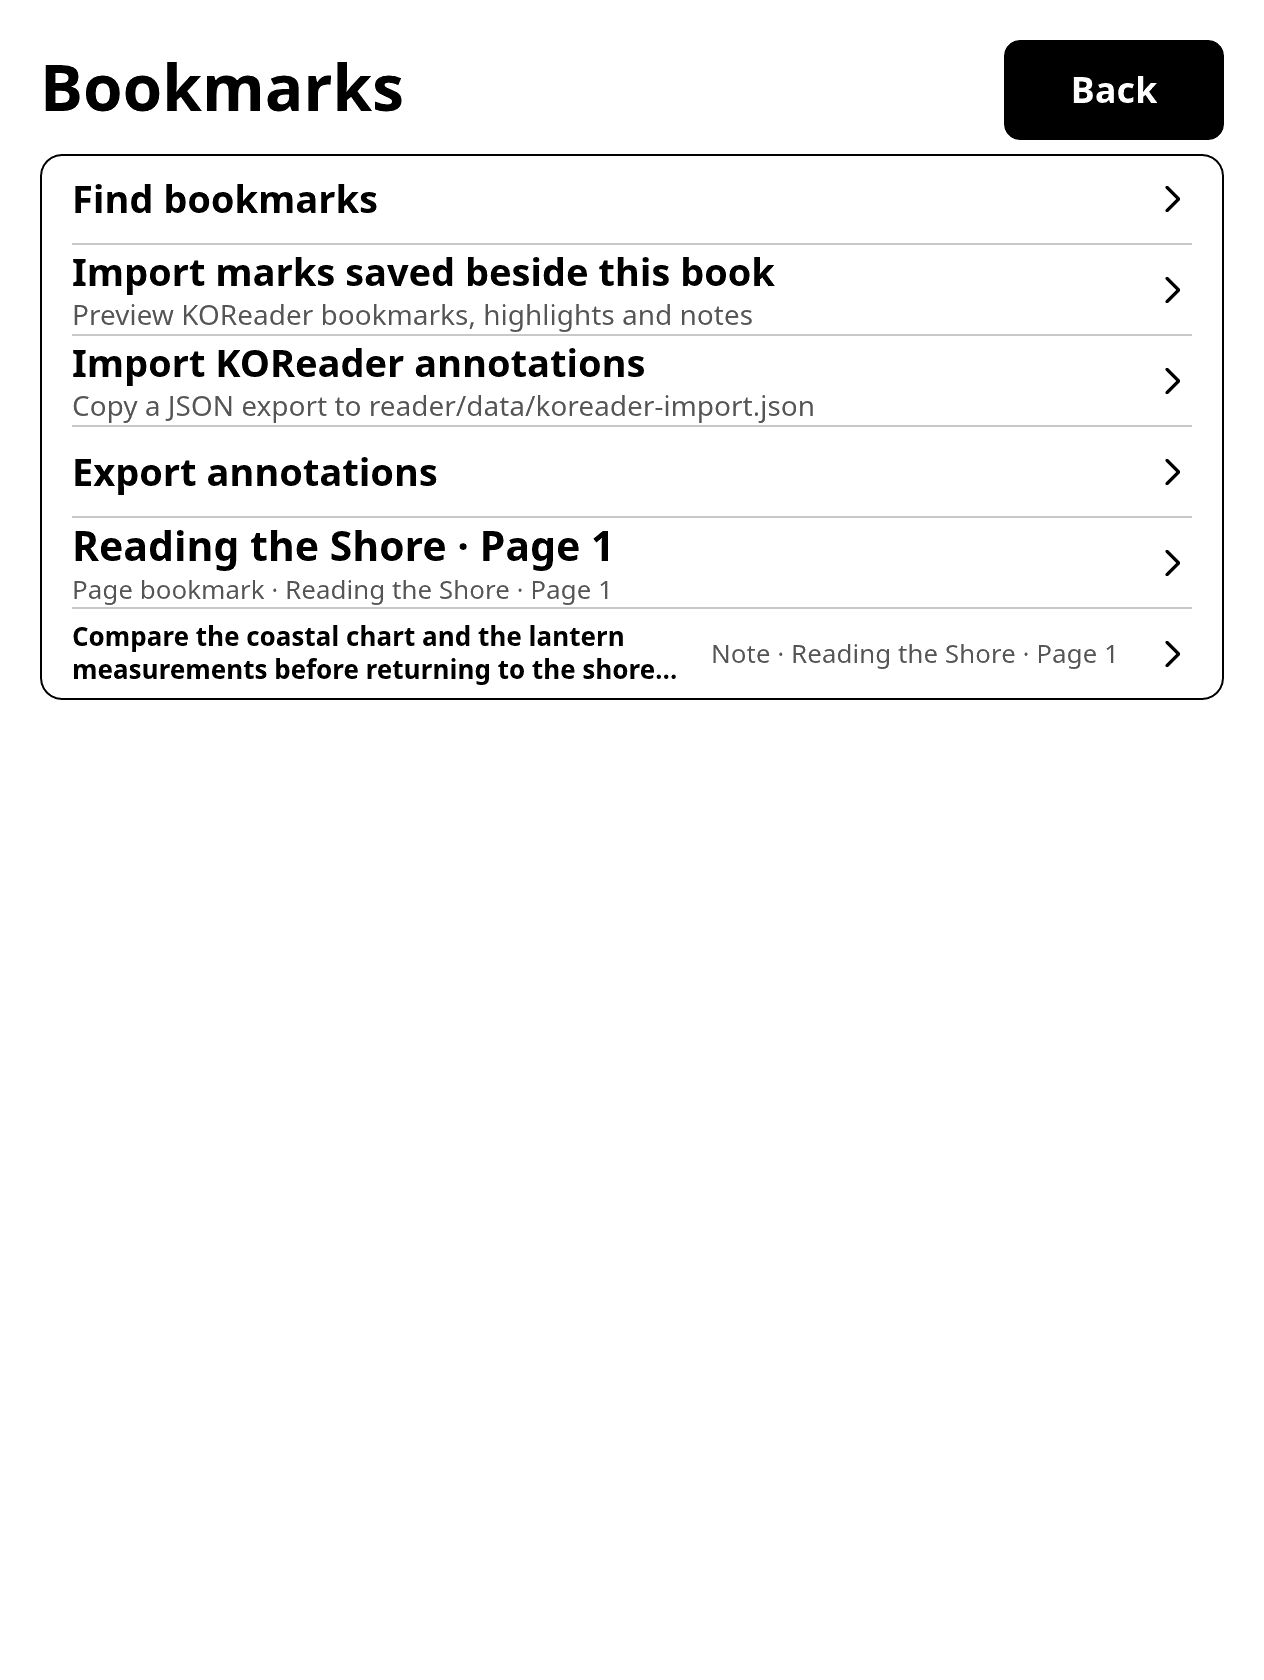 Bookmarks
Back
Find bookmarks
Import marks saved beside this book
Preview KOReader bookmarks, highlights and notes
Import KOReader annotations
Copy a JSON export to reader/data/koreader-import.json
Export annotations
Reading the Shore · Page 1
Page bookmark · Reading the Shore · Page 1
Compare the coastal chart and the lantern
measurements before returning to the shore...
Note · Reading the Shore · Page 1